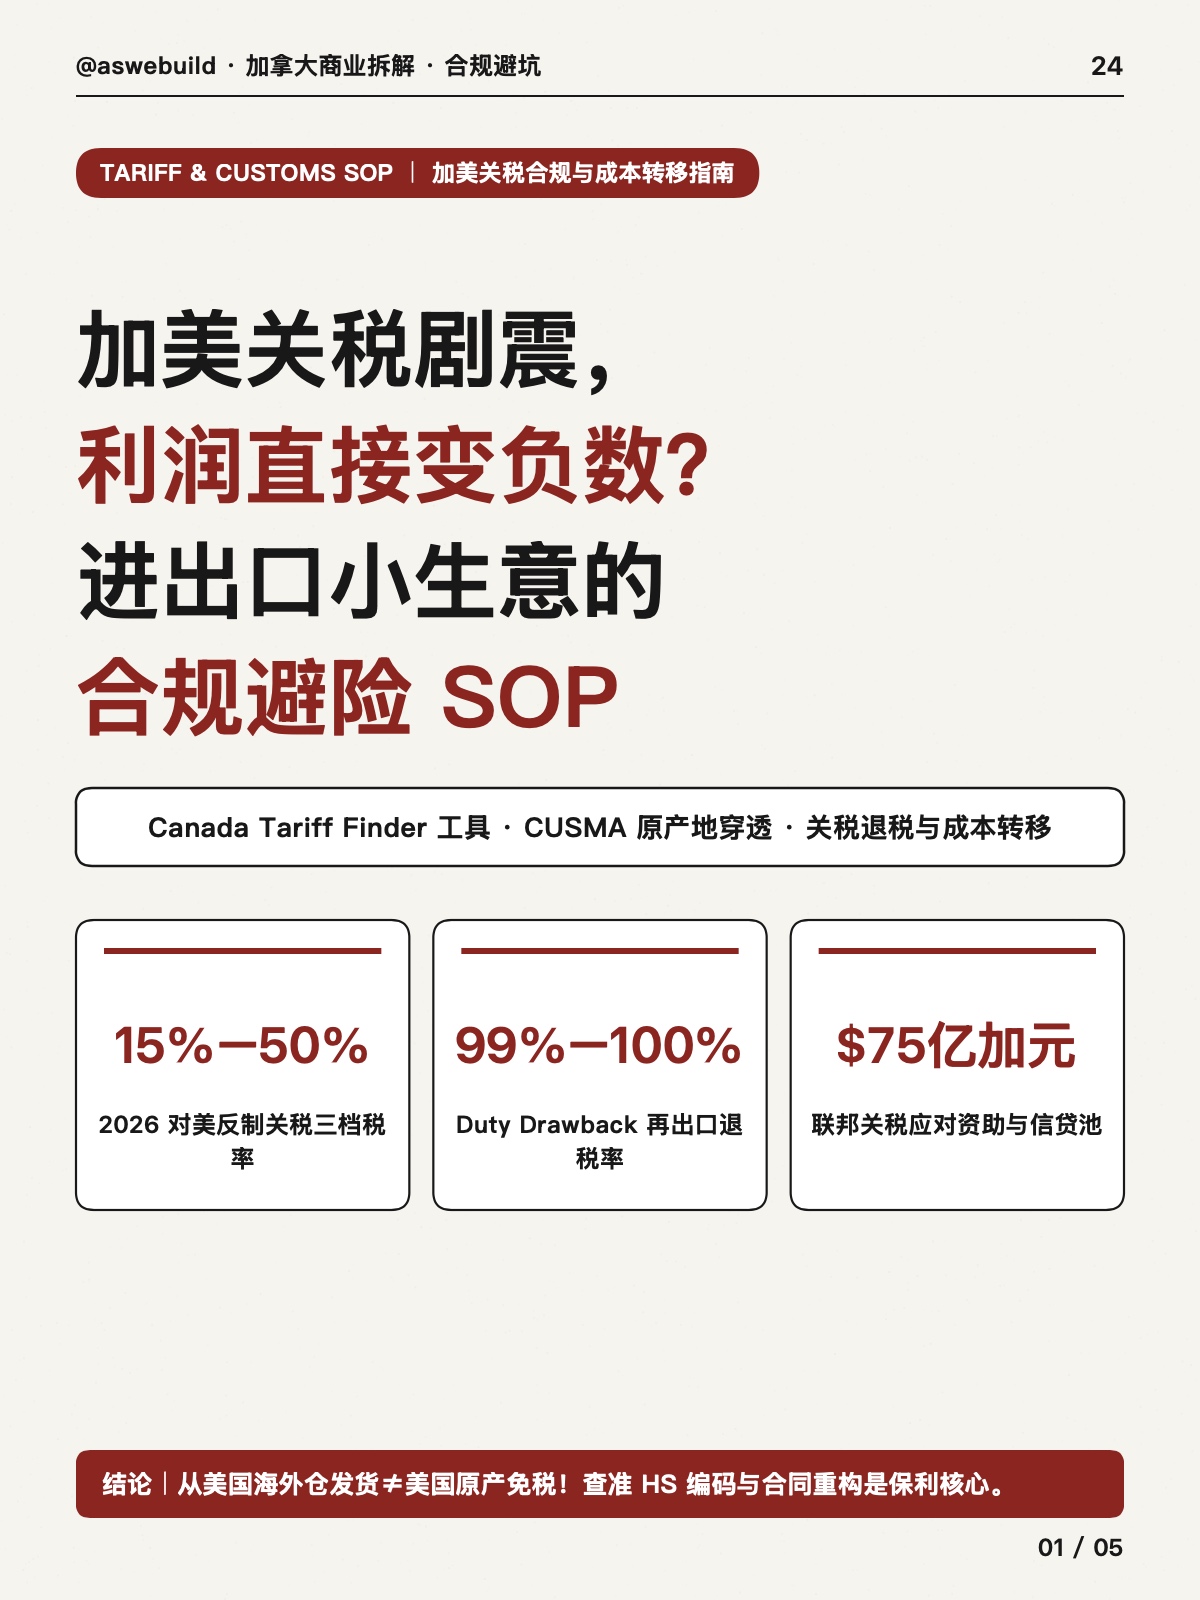 @aswebuild · 加拿大商业拆解 · 合规避坑
24
TARIFF & CUSTOMS SOP｜加美关税合规与成本转移指南
加美关税剧震，
利润直接变负数?
进出口小生意的
合规避险 SOP
Canada Tariff Finder 工具 · CUSMA 原产地穿透 · 关税退税与成本转移
15%—50%
2026 对美反制关税三档税
率
99%—100%
Duty Drawback 再出口退
税率
$75亿加元
联邦关税应对资助与信贷池
结论｜从美国海外仓发货≠美国原产免税！查准 HS 编码与合同重构是保利核心。
01 / 05